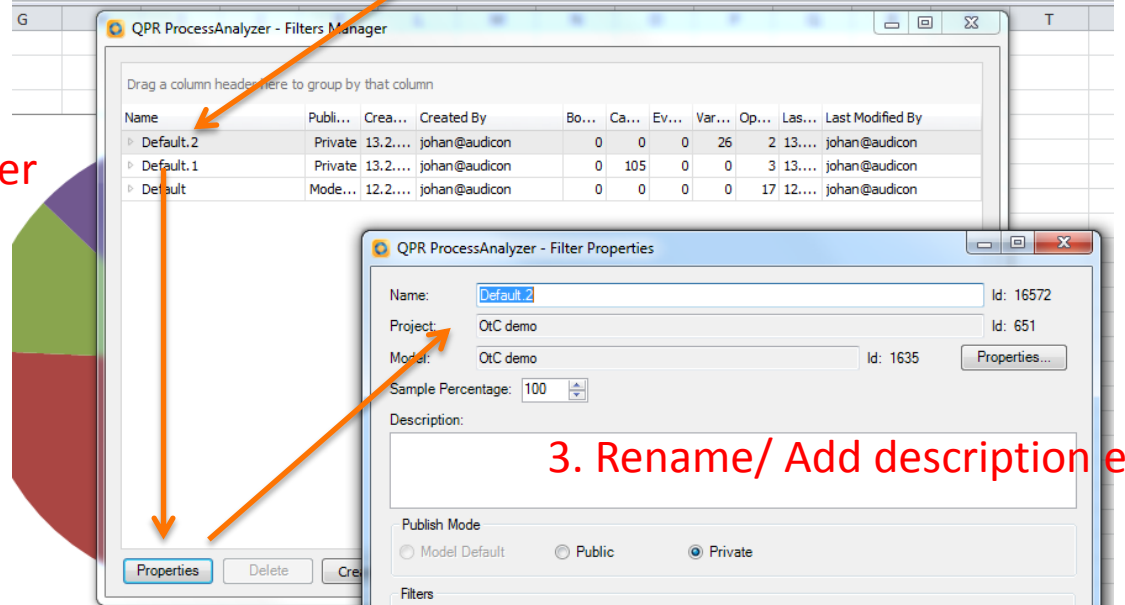 G T
QPR ProcessAnalyzer - Filters Manager
Drag a column header here to group by that column
Name Publi... Crea... Created By Bo... Ca... Ev... Var... Op... Las... Last Modified By
Default.2 Private 13.2.... johan@audicon 0 0 0 26 2 13.... johan@audicon
Default.1 Private 13.2.... johan@audicon 0 105 0 0 3 13.... johan@audicon
Default Mode... 12.2.... johan@audicon 0 0 0 0 17 12.... johan@audicon
er
QPR ProcessAnalyzer - Filter Properties
Name: Default.2 Id: 16572
Project: OtC demo Id: 651
Model: OtC demo Id: 1635 Properties...
Sample Percentage: 100
Description:
3. Rename/ Add description e
Publish Mode
Model Default Public Private
Properties Delete Cre
Filters